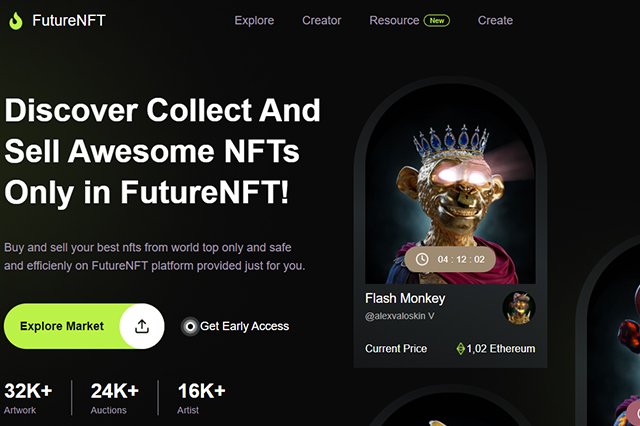 FutureNFT
Explore Creator Resource New Create
Discover Collect And
Sell Awesome NFTs
Only in FutureNFT!
Buy and sell your best nfts from world top only and safe
and efficienly on FutureNFT platform provided just for you.
Explore Market
Get Early Access
32K+ 24K+ 16K+
Artwork Auctions Artist
04 : 12 : 02
Flash Monkey
@alexvaloskin V
Current Price 1,02 Ethereum